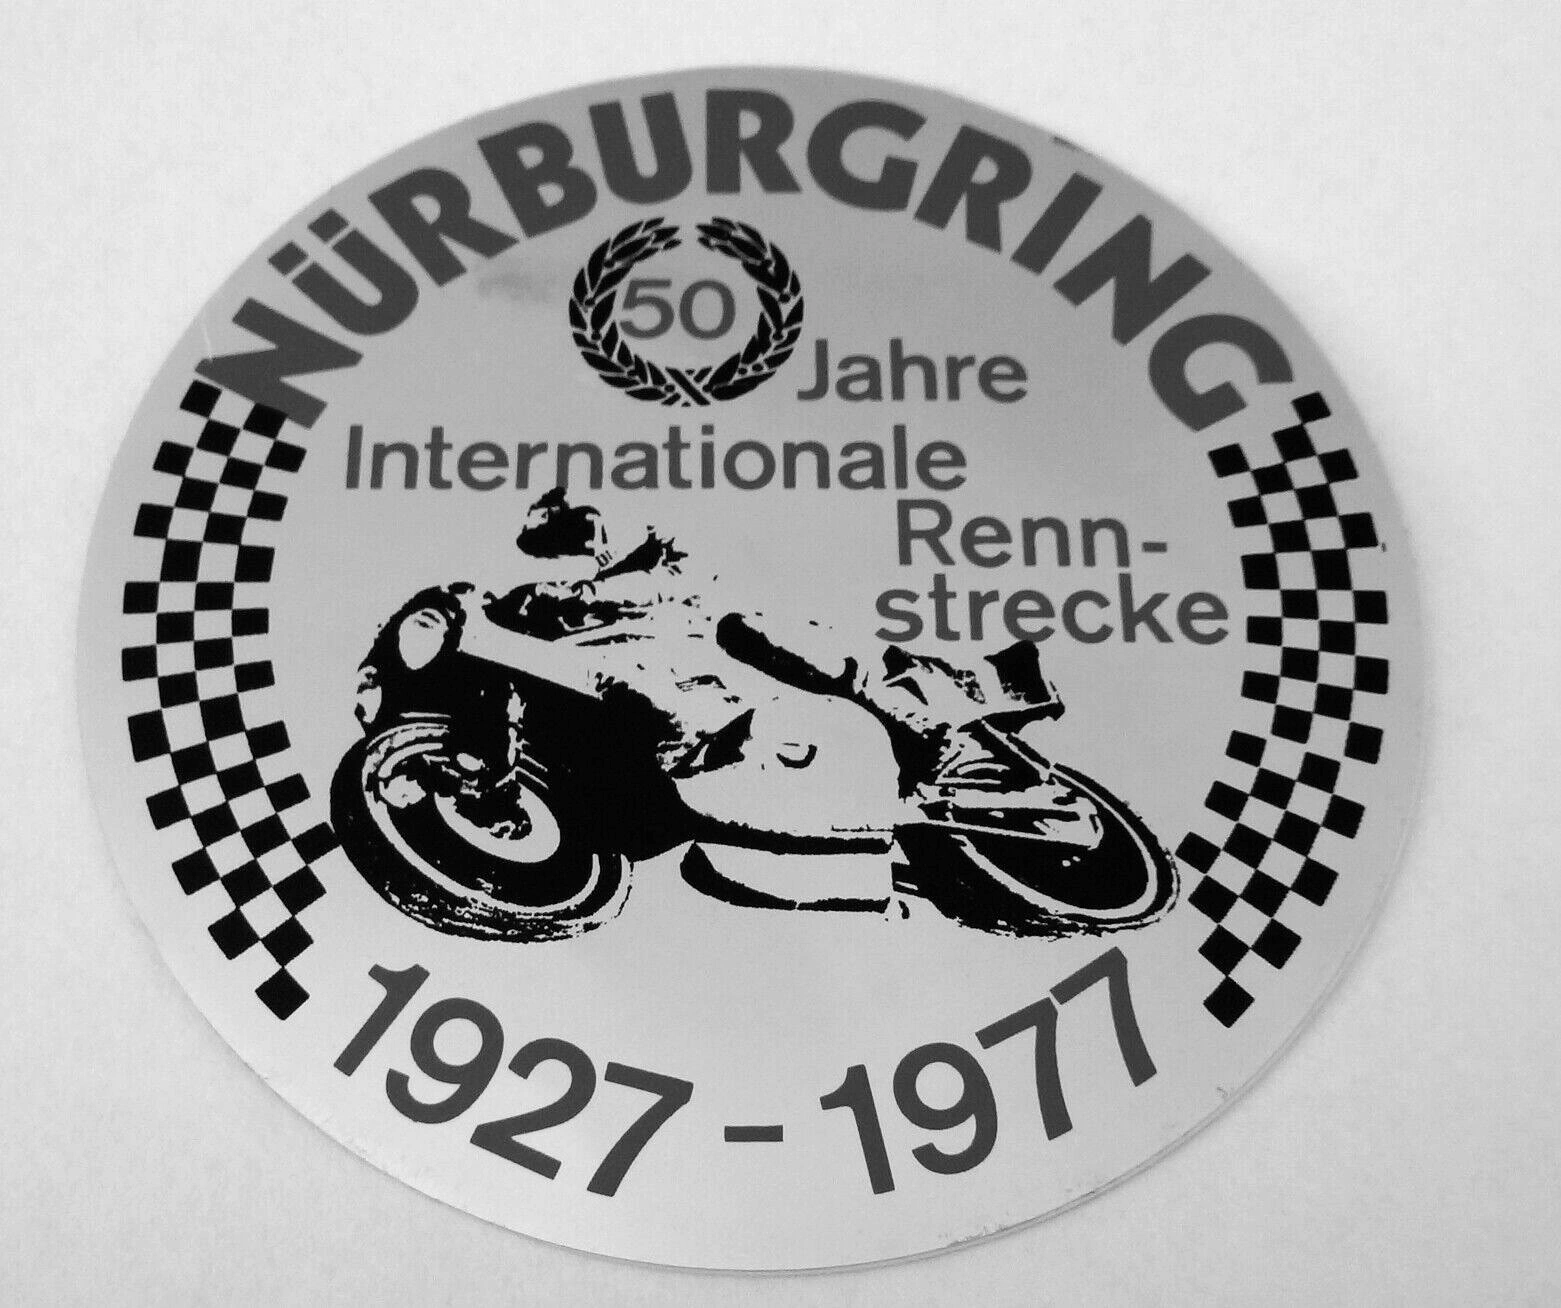 NÜRBURGRING
50
Jahre
Internationale
Renn-
strecke
1927 - 1977